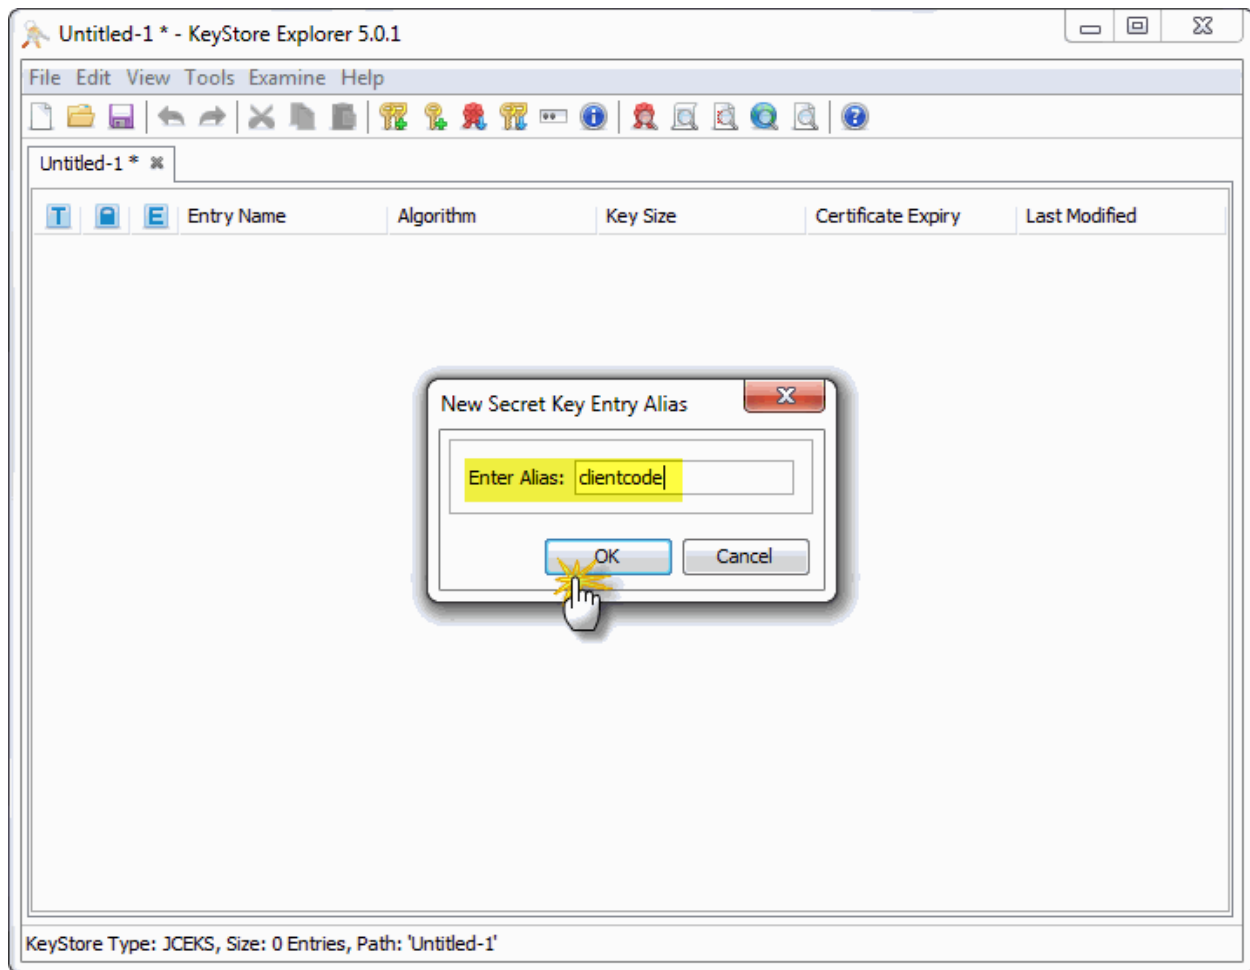 Untitled-1 * - KeyStore Explorer 5.0.1
File Edit View Tools Examine Help
Untitled-1 *
T E Entry Name Algorithm Key Size Certificate Expiry Last Modified
New Secret Key Entry Alias
Enter Alias: clientcode
OK Cancel
KeyStore Type: JCEKS, Size: 0 Entries, Path: 'Untitled-1'